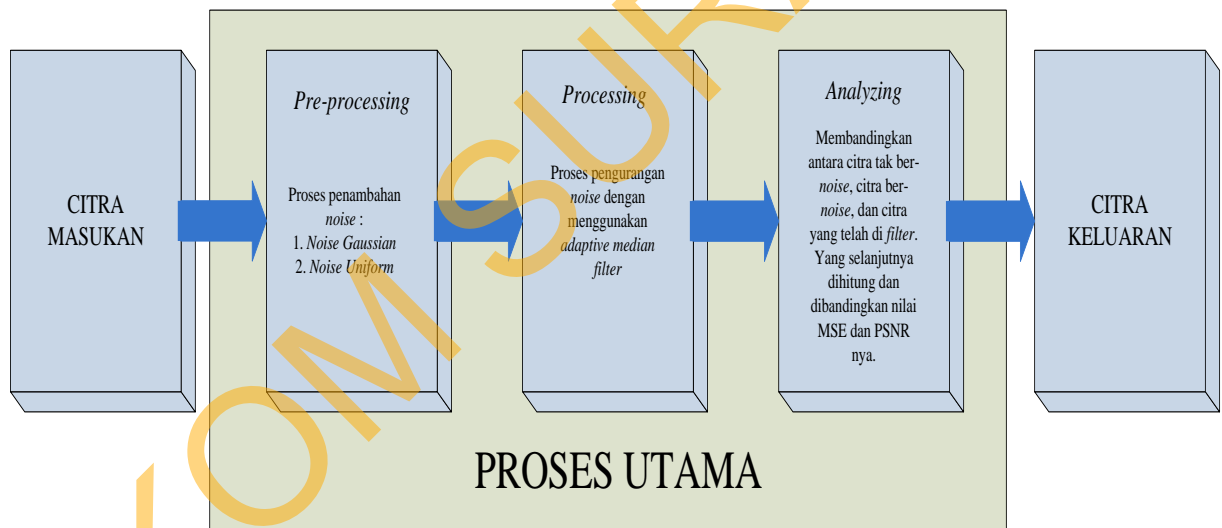 CITRA
MASUKAN
Pre-processing
Proses penambahan
noise :
1. Noise Gaussian
2. Noise Uniform
Processing
Proses pengurangan
noise dengan
menggunakan
adaptive median
filter
Analyzing
Membandingkan
antara citra tak ber-
noise, citra ber-
noise, dan citra
yang telah di filter.
Yang selanjutnya
dihitung dan
dibandingkan nilai
MSE dan PSNR
nya.
CITRA
KELUARAN
PROSES UTAMA